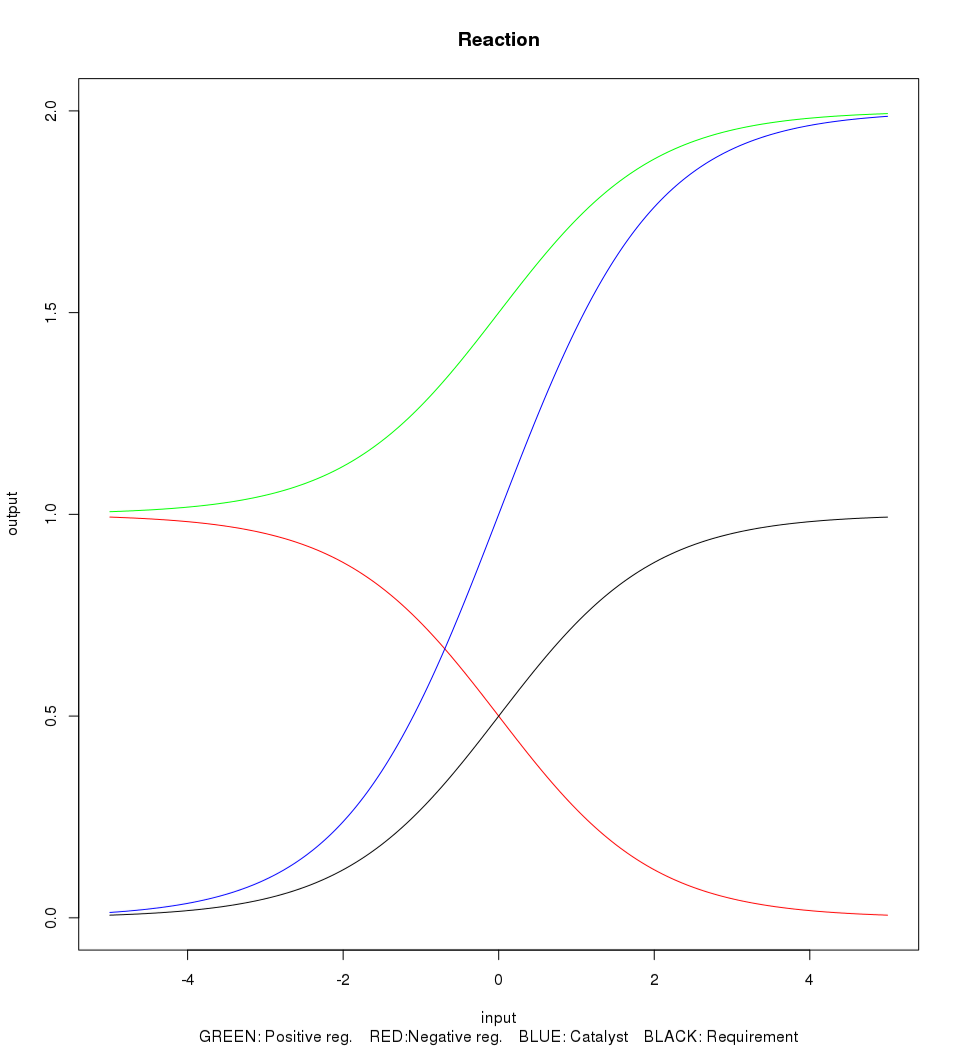 Reaction
2.0
1.5
1.0
0.5
0.0
output
-4 -2 0 2 4
input
GREEN: Positive reg. RED:Negative reg. BLUE: Catalyst BLACK: Requirement